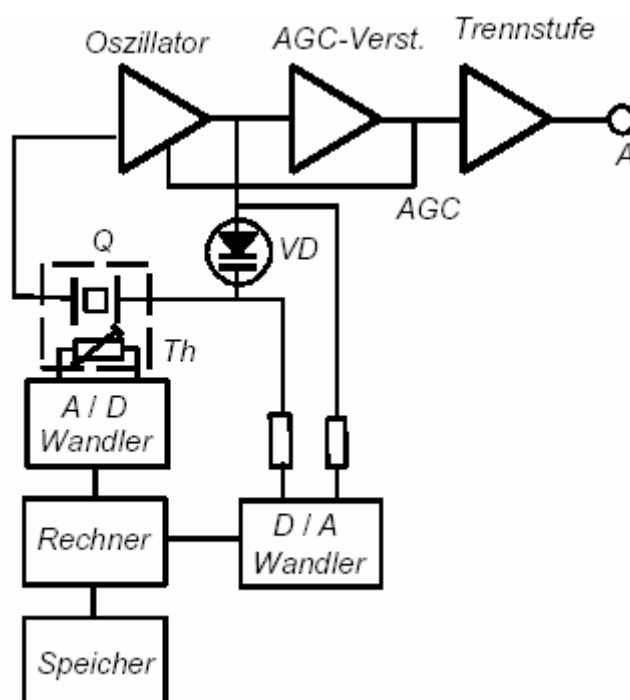 Oszillator
AGC-Verst.
Trennstufe
A
AGC
VD
Q
Th
A / D
Wandler
Rechner
D / A
Wandler
Speicher